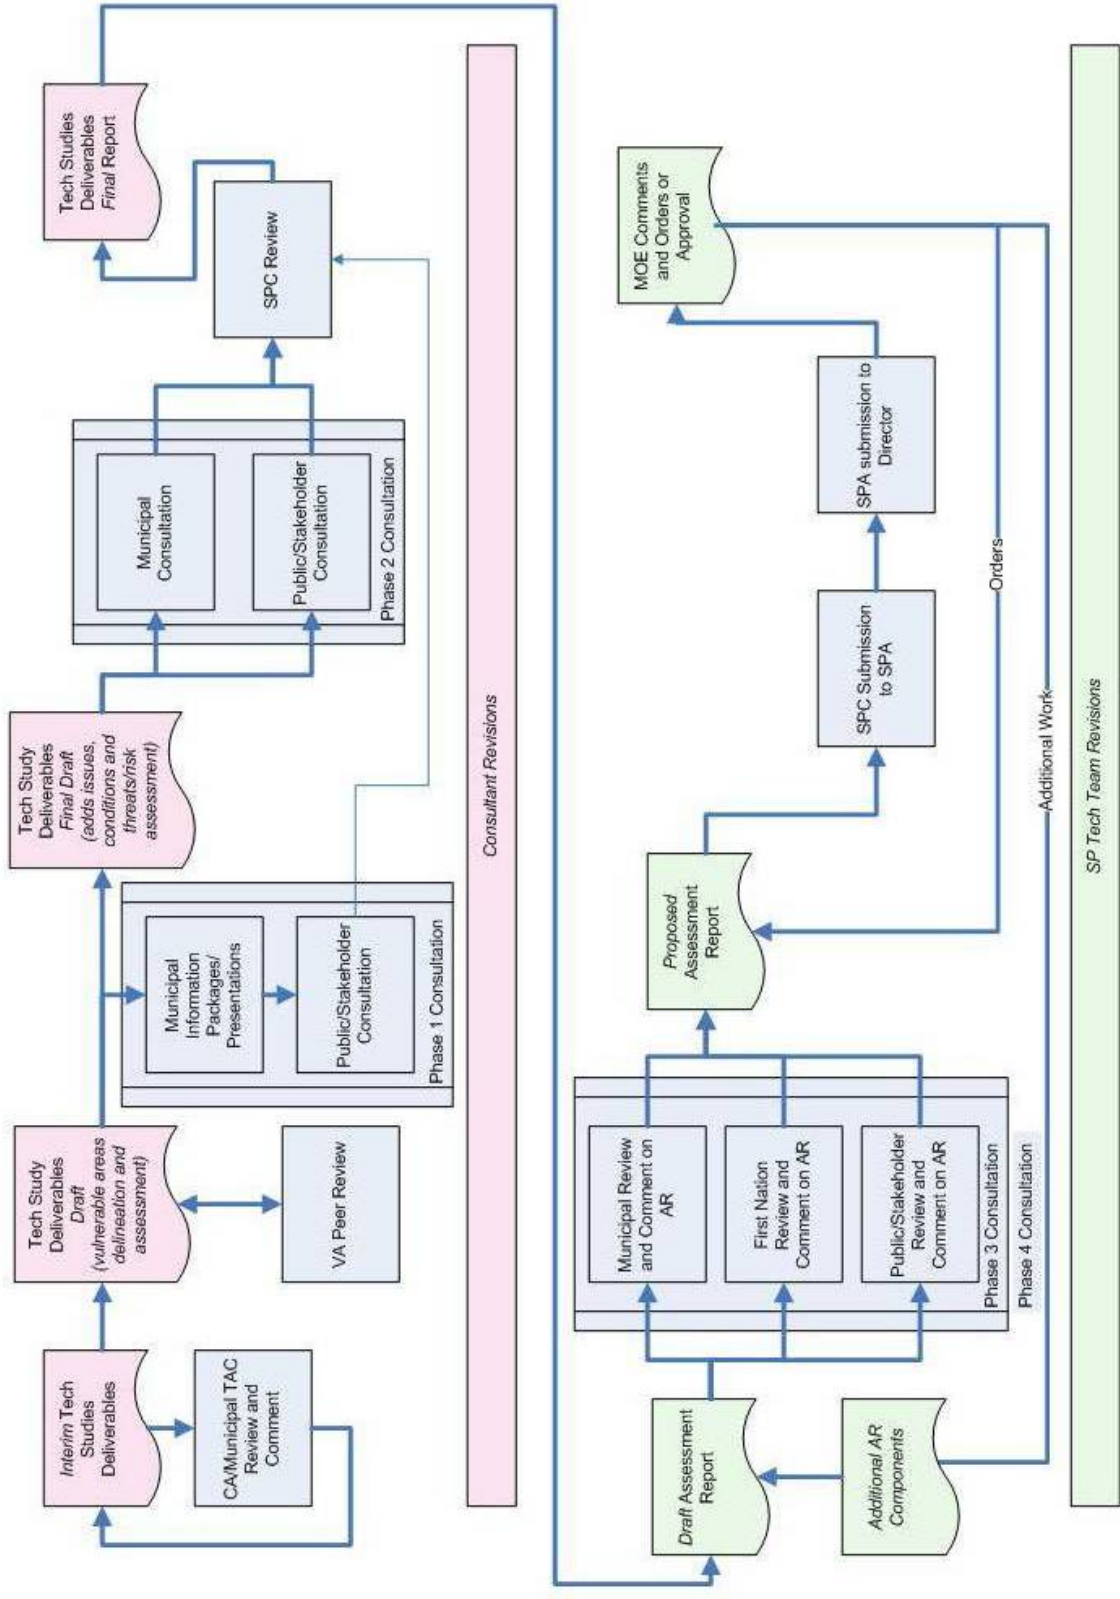 Interim Tech
Studies
Deliverables
CA/Municipal TAC
Review and
Comment
Tech Study
Deliverables
Draft
(vulnerable areas
delineation and
assessment)
VA Peer Review
Municipal
Information
Packages/
Presentations
Public/Stakeholder
Consultation
Phase 1 Consultation
Tech Study
Deliverables
Final Draft
(adds issues,
conditions and
threats/risk
assessment)
Municipal
Consultation
Public/Stakeholder
Consultation
Phase 2 Consultation
SPC Review
Tech Studies
Deliverables
Final Report
Consultant Revisions
Draft Assessment
Report
Additional AR
Components
Municipal Review
and Comment on
AR
First Nation
Review and
Comment on AR
Public/Stakeholder
Review and
Comment on AR
Phase 3 Consultation
Phase 4 Consultation
Proposed
Assessment
Report
SPC Submission
to SPA
SPA submission to
Director
MOE Comments
and Orders or
Approval
Orders
Additional Work
SP Tech Team Revisions